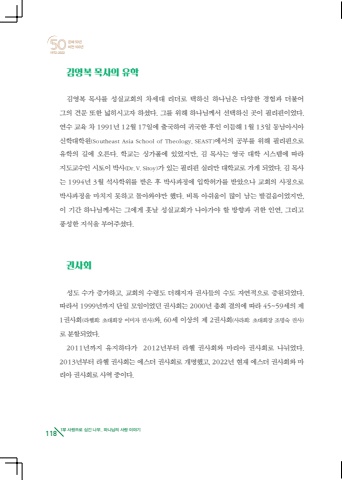 김영복 목사의 유학
김영복 목사를 성실교회의 차세대 리더로 택하신 하나님은 다양한 경험과 더불어
그의 견문 또한 넓히시고자 하셨다. 그를 위해 하나님께서 선택하신 곳이 필리핀이었다.
연수 교육 차 1991년 12월 17일에 출국하여 귀국한 후인 이듬해 1월 13일 동남아시아
신학대학원(Southeast Asia School of Theology, SEAST)에서의 공부를 위해 필리핀으로
유학의 길에 오른다. 학교는 싱가폴에 있었지만, 김 목사는 영국 대학 시스템에 따라
지도교수인 시토이 박사(Dr. V. Sitoy)가 있는 필리핀 실리만 대학교로 가게 되었다. 김 목사
는 1994년 3월 석사학위를 받은 후 박사과정에 입학허가를 받았으나 교회의 사정으로
박사과정을 마치지 못하고 돌아와야만 했다. 비록 아쉬움이 많이 남는 발걸음이었지만,
이 기간 하나님께서는 그에게 훗날 성실교회가 나아가야 할 방향과 귀한 인연, 그리고
풍성한 지식을 부어주셨다.
권사회
성도 수가 증가하고, 교회의 수령도 더해지자 권사들의 수도 자연적으로 증원되었다.
따라서 1999년까지 단일 모임이었던 권사회는 2000년 총회 결의에 따라 45~59세의 제
1권사회(라헬회 초대회장 이미자 권사)와, 60세 이상의 제 2권사회(사라회 초대회장 조명숙 권사)
로 분할되었다.
2011년까지 유지하다가 2012년부터 라헬 권사회와 마리아 권사회로 나뉘었다.
2013년부터 라헬 권사회는 에스더 권사회로 개명했고, 2022년 현재 에스더 권사회와 마
리아 권사회로 사역 중이다.
118
1부 사랑으로 심긴 나무, 하나님의 사람 이야기